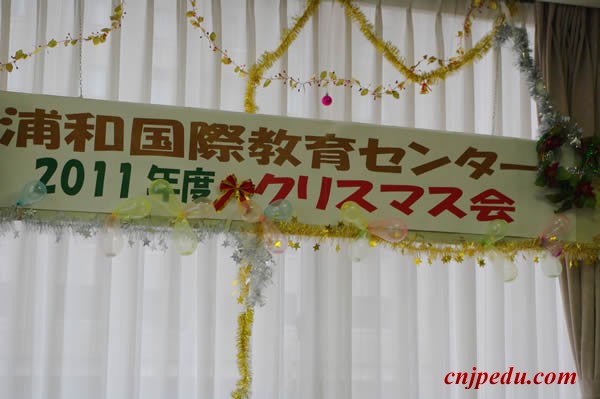 浦和国際教育センター
2011年度 クリスマス会
cnjpedu.com